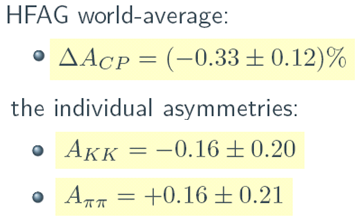 HFAG world-average:
• ΔA_CP = (−0.33 ± 0.12)%
the individual asymmetries:
• A_KK = −0.16 ± 0.20
• A_ππ = +0.16 ± 0.21